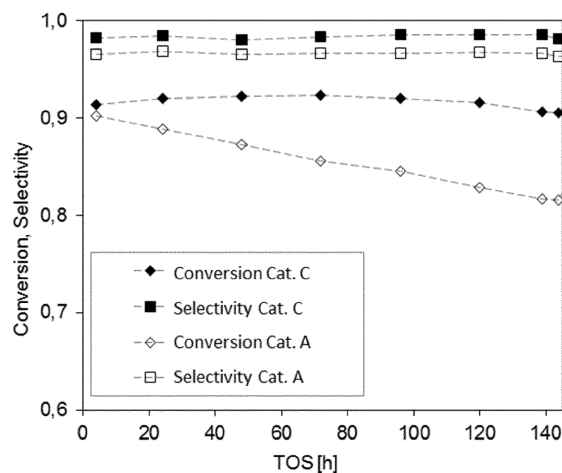 1,0
0,9
0,8
0,7
0,6
Conversion, Selectivity
Conversion Cat. C
Selectivity Cat. C
Conversion Cat. A
Selectivity Cat. A
0 20 40 60 80 100 120 140
TOS [h]